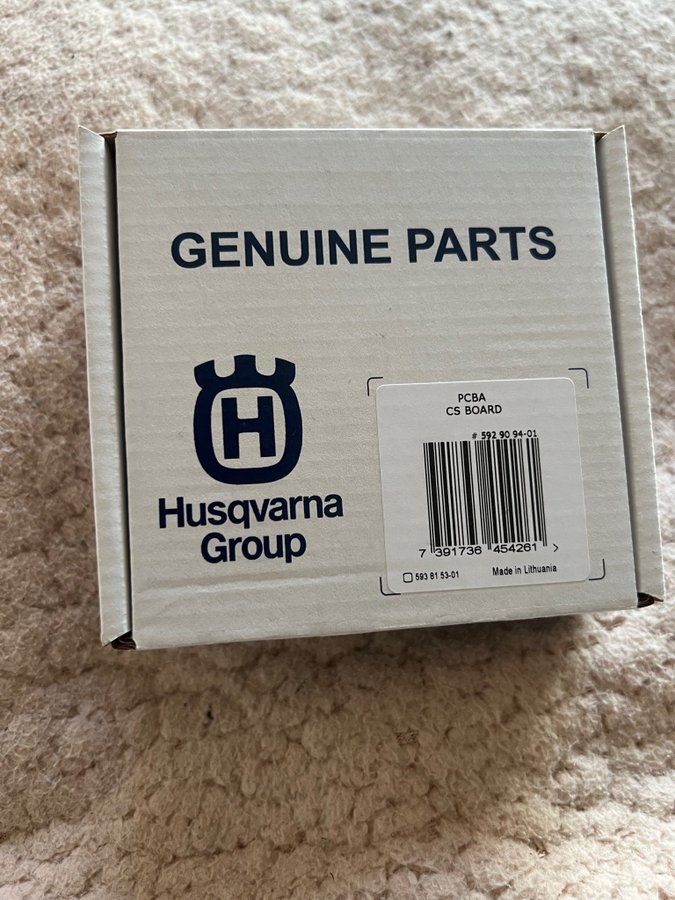 GENUINE PARTS
H
Husqvarna
Group
PCBA
CS BOARD
# 592 90 94-01
7 391736 454261 >
593 81 53-01
Made in Lithuania